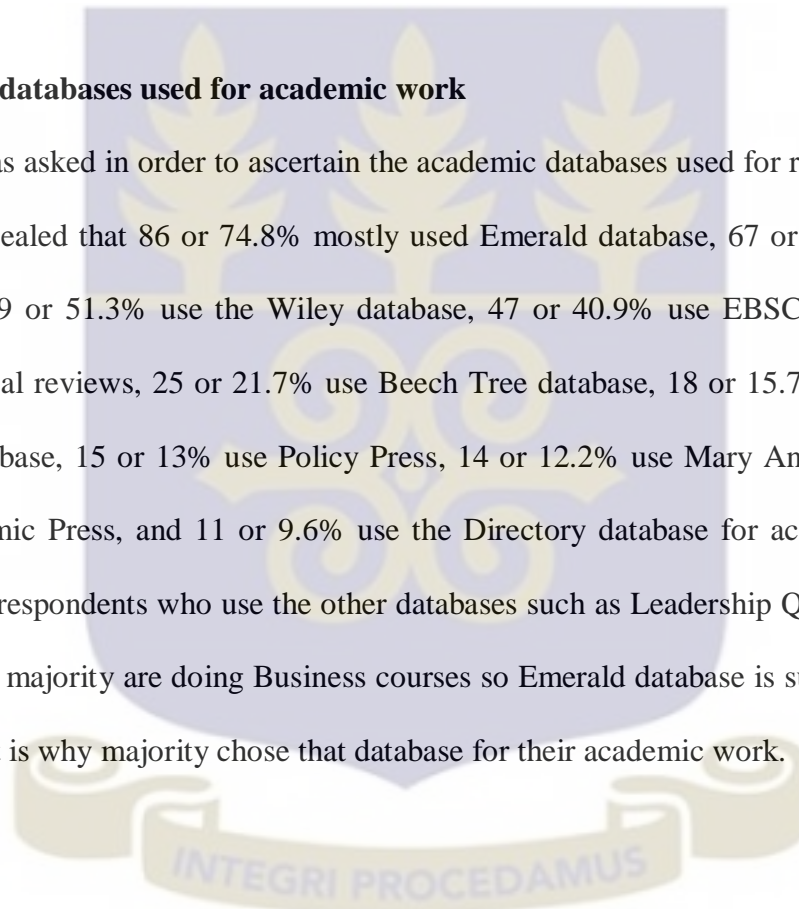 databases used for academic work
as asked in order to ascertain the academic databases used for r
ealed that 86 or 74.8% mostly used Emerald database, 67 or
9 or 51.3% use the Wiley database, 47 or 40.9% use EBSC
al reviews, 25 or 21.7% use Beech Tree database, 18 or 15.7
base, 15 or 13% use Policy Press, 14 or 12.2% use Mary An
mic Press, and 11 or 9.6% use the Directory database for ac
respondents who use the other databases such as Leadership Q
majority are doing Business courses so Emerald database is su
is why majority chose that database for their academic work.
INTEGRI PROCEDAMUS